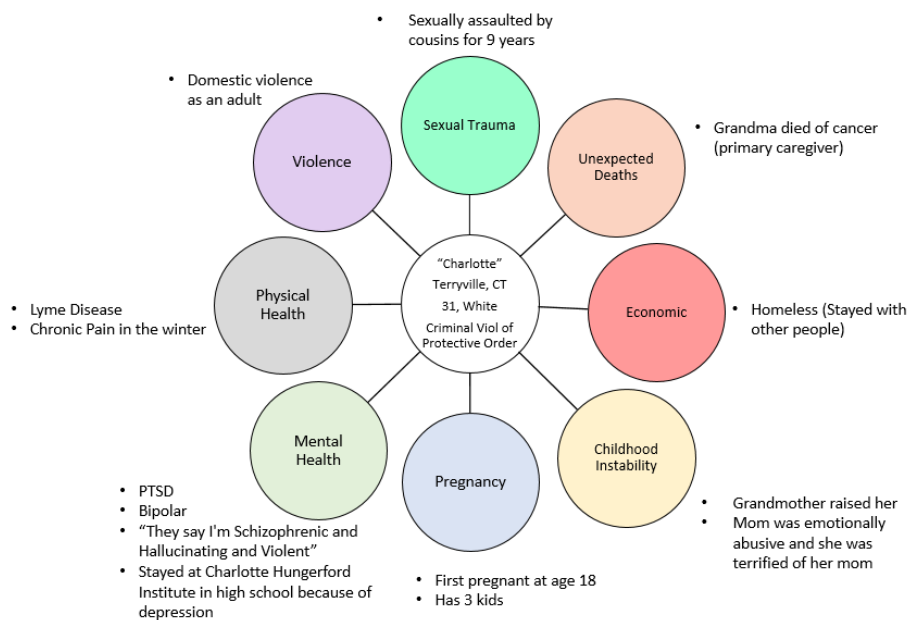 • Sexually assaulted by
cousins for 9 years
Sexual Trauma
• Domestic violence
as an adult
Violence
• Grandma died of cancer
(primary caregiver)
Unexpected
Deaths
“Charlotte”
Terryville, CT
31, White
Criminal Viol of
Protective Order
Physical
Health
• Lyme Disease
• Chronic Pain in the winter
Economic
• Homeless (Stayed with
other people)
Mental
Health
• PTSD
• Bipolar
• “They say I'm Schizophrenic and
Hallucinating and Violent”
• Stayed at Charlotte Hungerford
Institute in high school because of
depression
Pregnancy
• First pregnant at age 18
• Has 3 kids
Childhood
Instability
• Grandmother raised her
• Mom was emotionally
abusive and she was
terrified of her mom